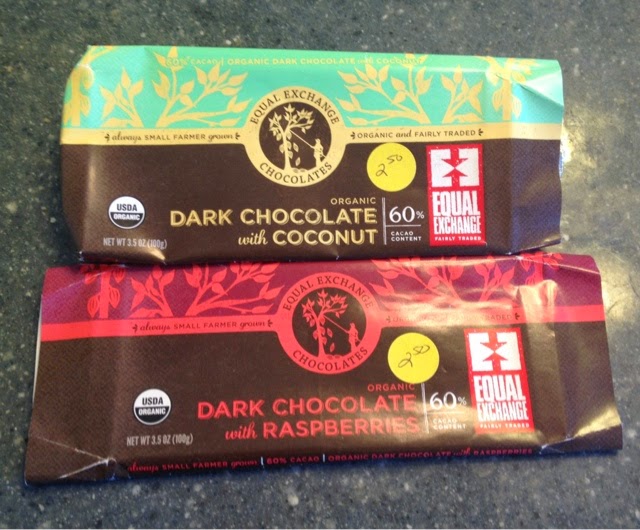 60% CACAO | ORGANIC DARK CHOCOLATE with COCONUT
EQUAL EXCHANGE
CHOCOLATES
always SMALL FARMER grown
ORGANIC and FAIRLY TRADED
2 50
USDA
ORGANIC
NET WT 3.5 OZ (100g)
ORGANIC
DARK CHOCOLATE
with COCONUT
60%
CACAO
CONTENT
EQUAL
EXCHANGE
FAIRLY TRADED
EQUAL EXCHANGE
CHOCOLATES
always SMALL FARMER grown
TRADED
2 50
USDA
ORGANIC
NET WT 3.5 OZ (100g)
ORGANIC
DARK CHOCOLATE
with RASPBERRIES
60%
CACAO
CONTENT
EQUAL
EXCHANGE
FAIRLY TRADED
always SMALL FARMER grown | 60% CACAO | ORGANIC DARK CHOCOLATE with RASPBERRIES